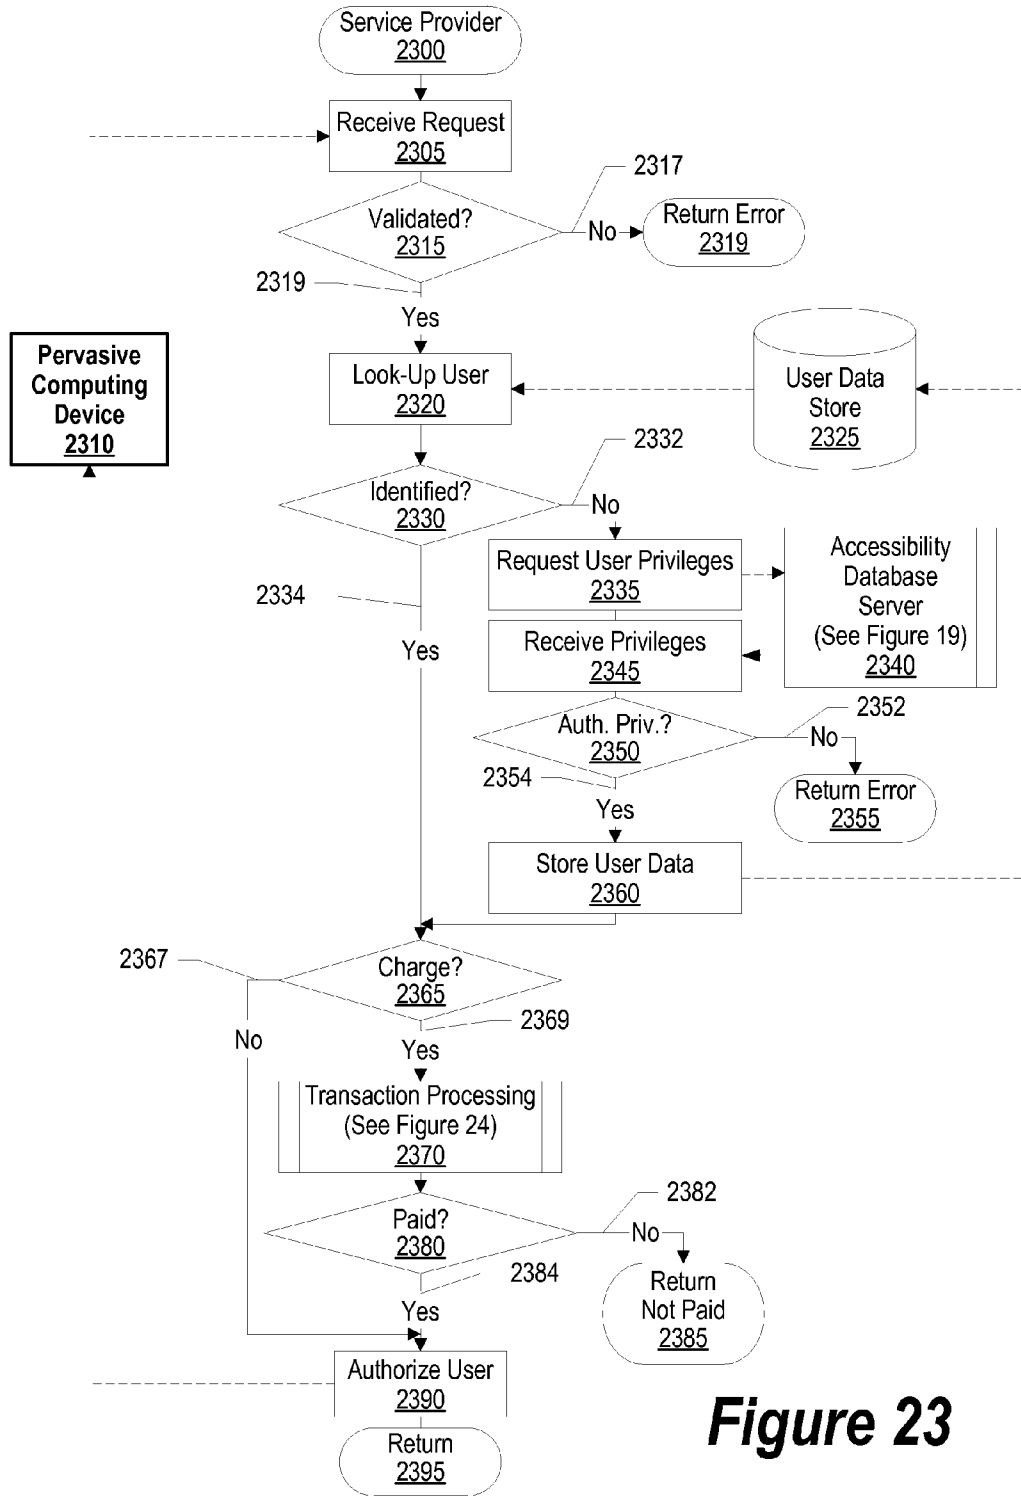 Service Provider
2300
Receive Request
2305
2317
Validated?
2315
No
Return Error
2319
2319
Yes
Pervasive
Computing
Device
2310
Look-Up User
2320
User Data
Store
2325
2332
Identified?
2330
No
Request User Privileges
2335
Accessibility
Database
Server
(See Figure 19)
2340
2334
Yes
Receive Privileges
2345
2352
Auth. Priv.?
2350
No
2354
Return Error
2355
Yes
Store User Data
2360
2367
Charge?
2365
2369
No
Yes
Transaction Processing
(See Figure 24)
2370
2382
Paid?
2380
No
2384
Return
Not Paid
2385
Yes
Authorize User
2390
Return
2395
Figure 23